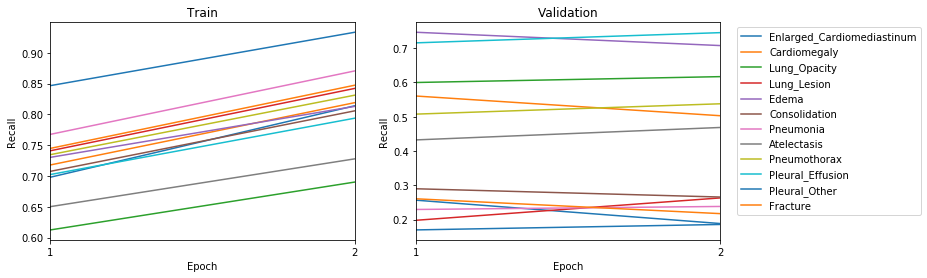 Train
Recall
0.90
0.85
0.80
0.75
0.70
0.65
0.60
1
2
Epoch
Validation
Recall
0.7
0.6
0.5
0.4
0.3
0.2
1
2
Epoch
Enlarged_Cardiomediastinum
Cardiomegaly
Lung_Opacity
Lung_Lesion
Edema
Consolidation
Pneumonia
Atelectasis
Pneumothorax
Pleural_Effusion
Pleural_Other
Fracture